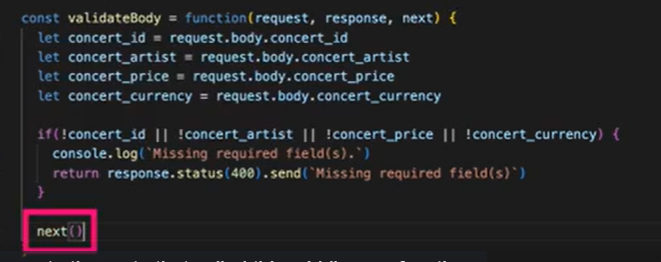 const validateBody = function(request, response, next) {
let concert_id = request.body.concert_id
let concert_artist = request.body.concert_artist
let concert_price = request.body.concert_price
let concert_currency = request.body.concert_currency
if(!concert_id || !concert_artist || !concert_price || !concert_currency) {
console.log(`Missing required field(s).`)
return response.status(400).send(`Missing required field(s)`)
}
next()